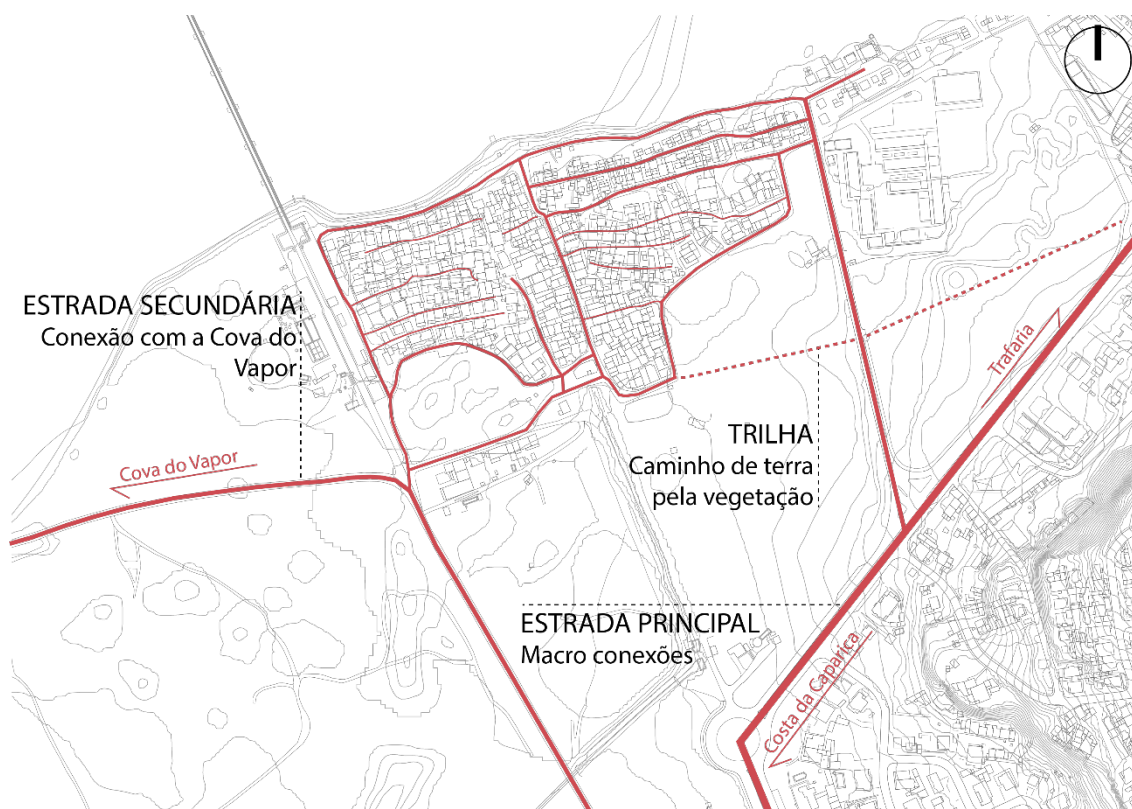 ESTRADA SECUNDÁRIA
Conexão com a Cova do
Vapor
Cova do Vapor
Trafaria
TRILHA
Caminho de terra
pela vegetação
ESTRADA PRINCIPAL
Macro conexões
Costa da Caparica